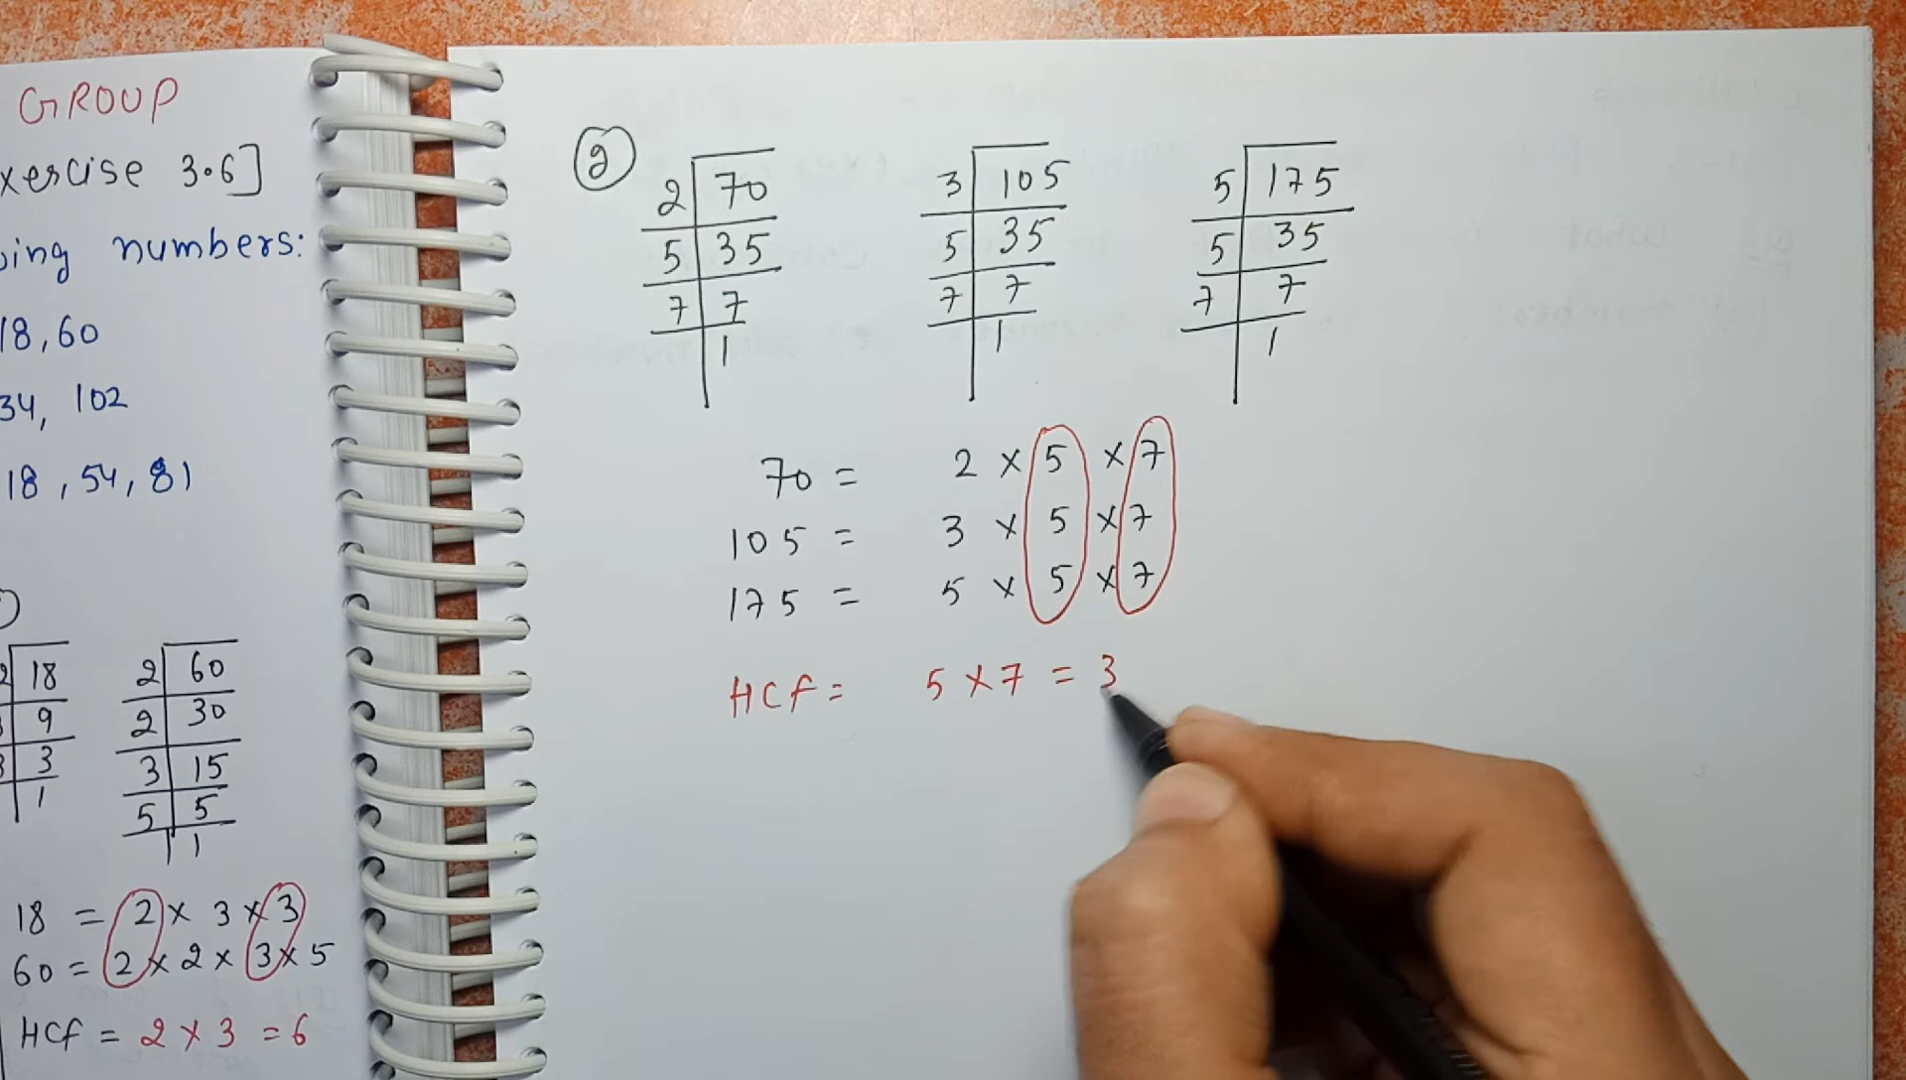 GROUP
xercise 3.6]
numbers:
18, 60
34, 102
18, 54, 81
18
9
3
1
2 60
2 30
3 15
5 5
1
18 = 2 × 3 × 3
60 = 2 × 2 × 3 × 5
HCF = 2 × 3 = 6
(g)
2 70
5 35
7 7
1
3 105
5 35
7 7
1
5 175
5 35
7 7
1
70 = 2 × 5 × 7
105 = 3 × 5 × 7
175 = 5 × 5 × 7
HCF = 5 × 7 = 3